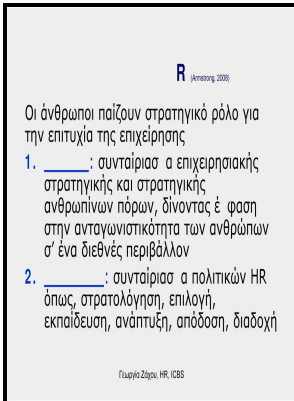 R (Armstrong, 2008)
Οι άνθρωποι παίζουν στρατηγικό ρόλο για
την επιτυχία της επιχείρησης
1. ______: συνταίριασ α επιχειρησιακής
στρατηγικής και στρατηγικής
ανθρωπίνων πόρων, δίνοντας έ φαση
στην ανταγωνιστικότητα των ανθρώπων
σ’ ένα διεθνές περιβάλλον
2. ________: συνταίριασ α πολιτικών HR
όπως, στρατολόγηση, επιλογή,
εκπαίδευση, ανάπτυξη, απόδοση, διαδοχή
Γεωργία Ζάγου, HR, ICBS